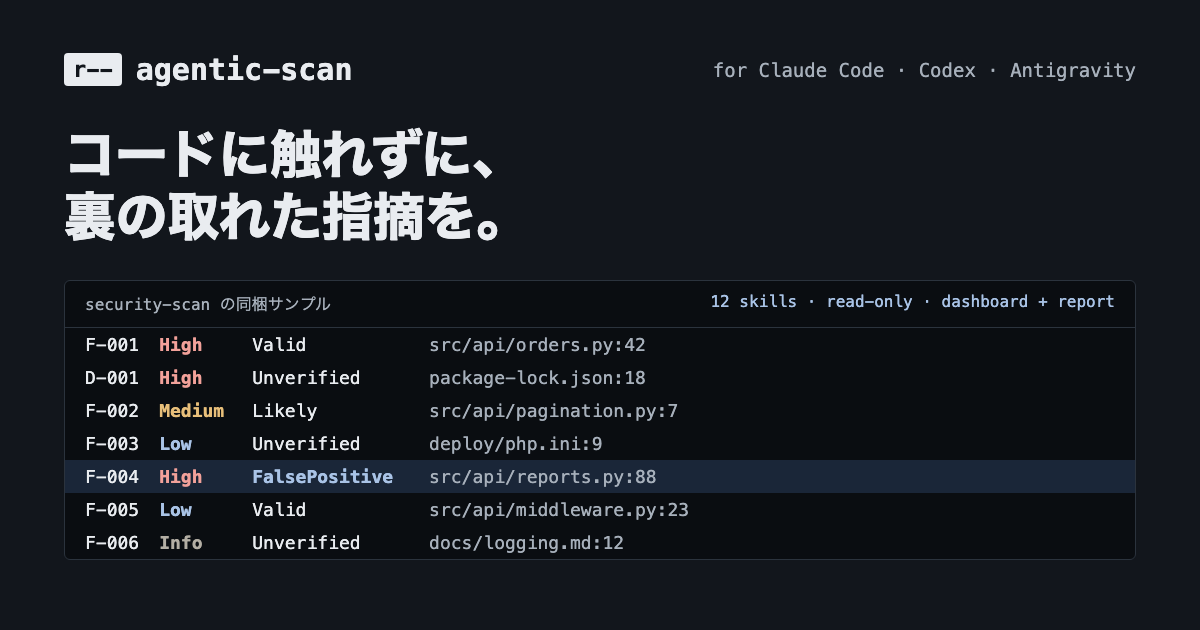 r-- agentic-scan for Claude Code · Codex · Antigravity
コードに触れずに、
裏の取れた指摘を。
security-scan の同梱サンプル 12 skills · read-only · dashboard + report
F-001 High Valid src/api/orders.py:42
D-001 High Unverified package-lock.json:18
F-002 Medium Likely src/api/pagination.py:7
F-003 Low Unverified deploy/php.ini:9
F-004 High FalsePositive src/api/reports.py:88
F-005 Low Valid src/api/middleware.py:23
F-006 Info Unverified docs/logging.md:12